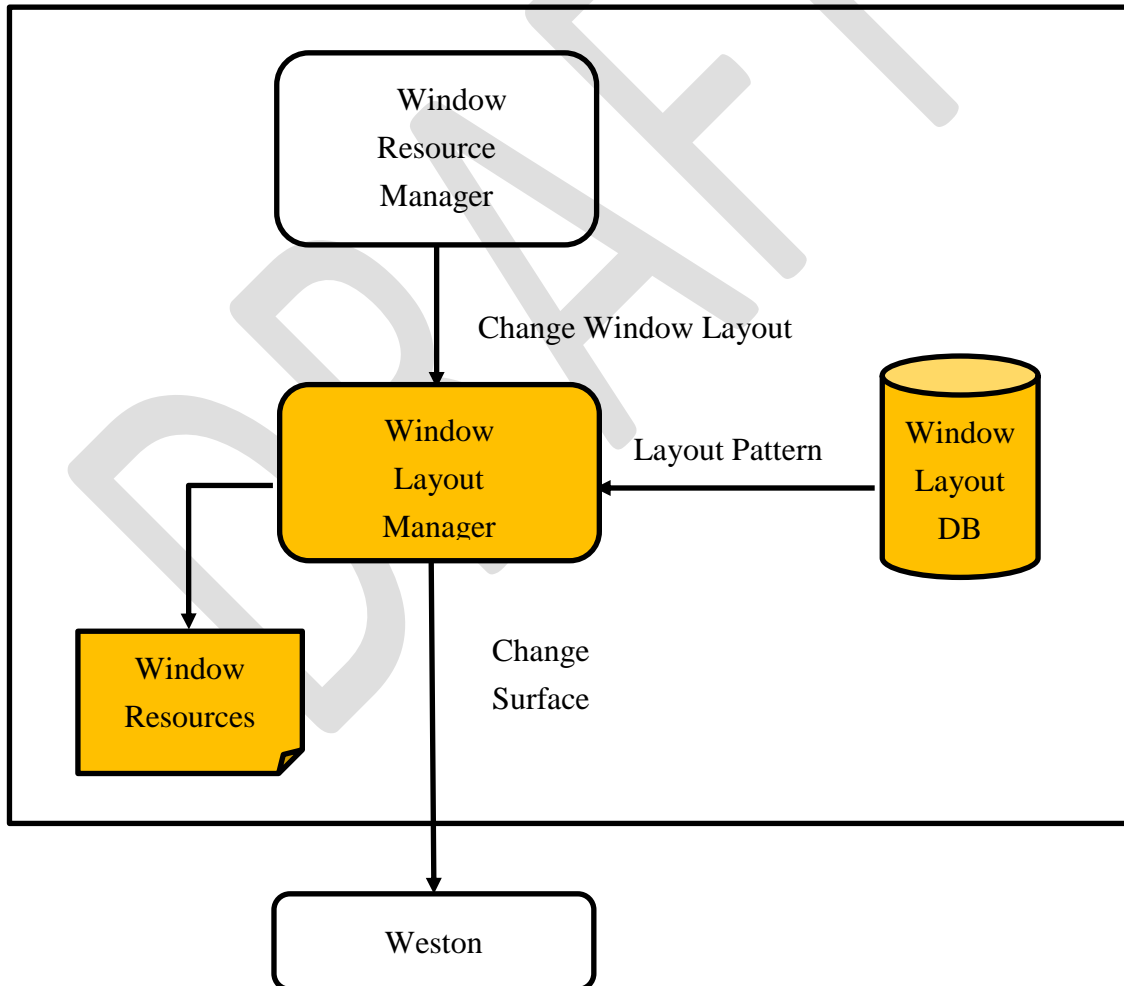 DRAFT
Window
Resource
Manager
Change Window Layout
Window
Layout
Manager
Layout Pattern
Window
Layout
DB
Window
Resources
Change
Surface
Weston